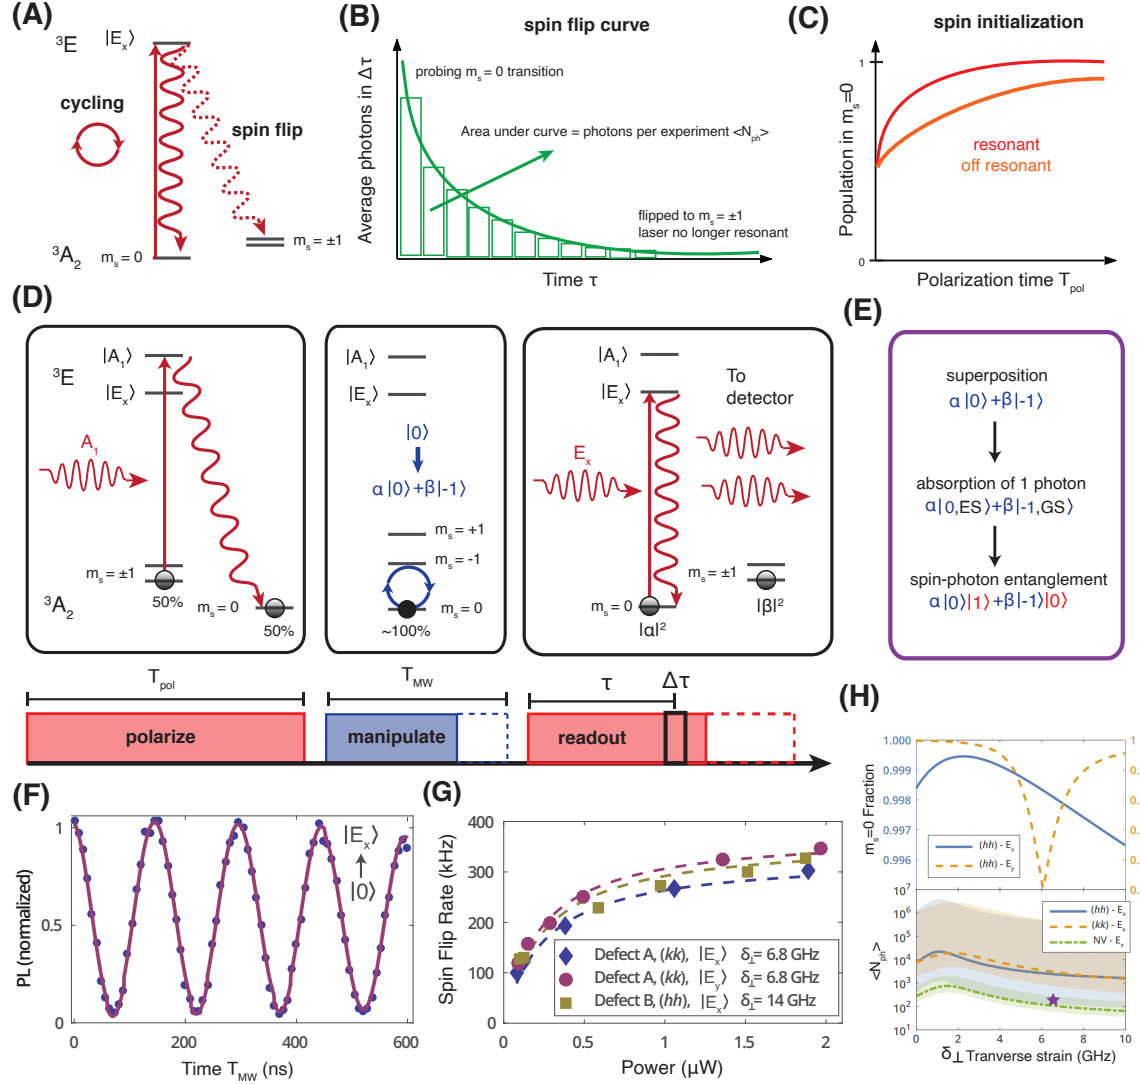 (A)
³E
|Eₓ⟩
cycling
spin flip
mₛ = ±1
³A₂
mₛ = 0
(B)
spin flip curve
Average photons in Δτ
probing mₛ = 0 transition
Area under curve = photons per experiment <Nₚₕ>
flipped to mₛ = ±1
laser no longer resonant
Time τ
(C)
spin initialization
Population in mₛ=0
1
0
resonant
off resonant
Polarization time Tₚₒₗ
(D)
|A₁⟩
³E
|Eₓ⟩
A₁
mₛ = ±1
50%
³A₂
mₛ = 0
50%
|A₁⟩
|Eₓ⟩
|0⟩
α|0⟩+β|-1⟩
mₛ = +1
mₛ = -1
mₛ = 0
~100%
|A₁⟩
|Eₓ⟩
To
detector
Eₓ
mₛ = ±1
mₛ = 0
|α|²
|β|²
Tₚₒₗ
T_MW
τ
Δτ
polarize
manipulate
readout
(E)
superposition
α|0⟩+β|-1⟩
absorption of 1 photon
α|0,ES⟩+β|-1,GS⟩
spin-photon entanglement
α|0⟩|1⟩+β|-1⟩|0⟩
(F)
PL (normalized)
1
0.5
0
|Eₓ⟩
|0⟩
0 200 400 600
Time T_MW (ns)
(G)
Spin Flip Rate (kHz)
400
300
200
100
0
Defect A, (kk), |Eₓ⟩ δ⊥= 6.8 GHz
Defect A, (kk), |E_y⟩ δ⊥= 6.8 GHz
Defect B, (hh), |Eₓ⟩ δ⊥= 14 GHz
0 0.5 1 1.5 2
Power (μW)
(H)
mₛ=0 Fraction
1.000
0.999
0.997
0.996
(hh) - Eₓ
(hh) - E_y
<Nₚₕ>
10⁷
10⁶
10⁵
10⁴
10³
10²
10¹
(hh) - Eₓ
(kk) - Eₓ
NV - Eₓ
0 2 4 6 8 10
δ⊥ Tranverse strain (GHz)